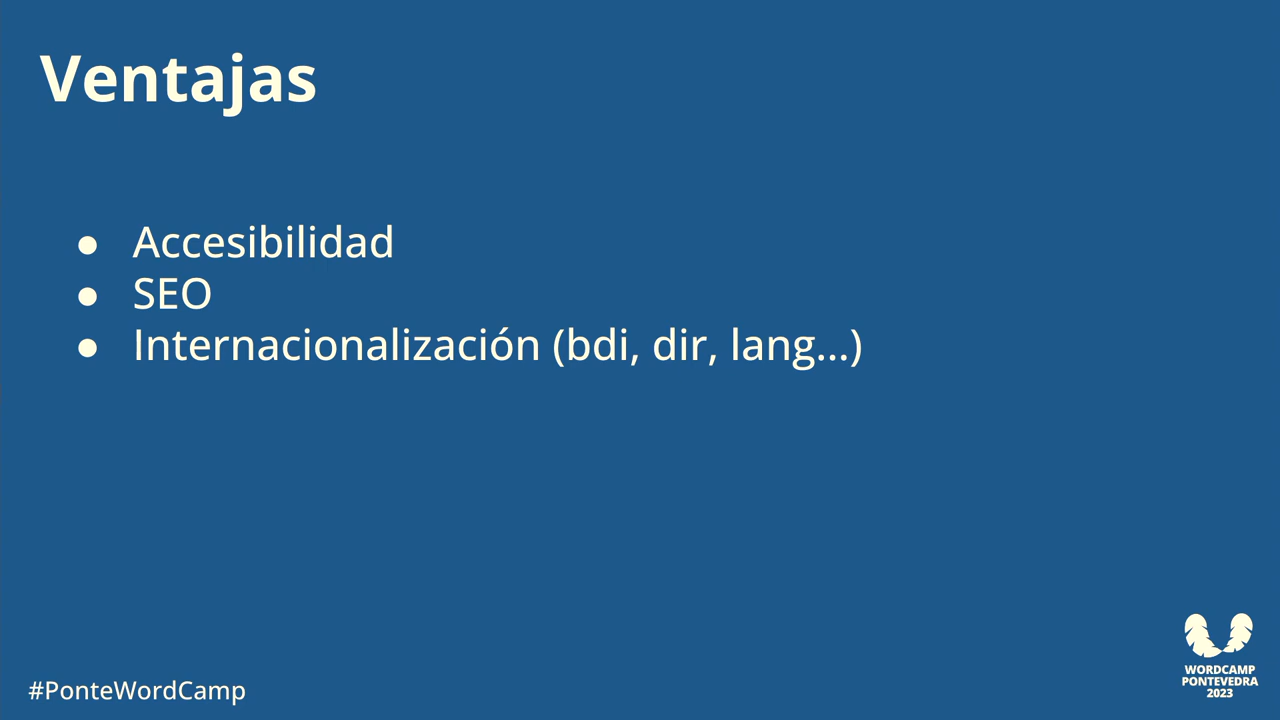 Ventajas
● Accesibilidad
● SEO
● Internacionalización (bdi, dir, lang...)
#PonteWordCamp
WORDCAMP
PONTEVEDRA
2023